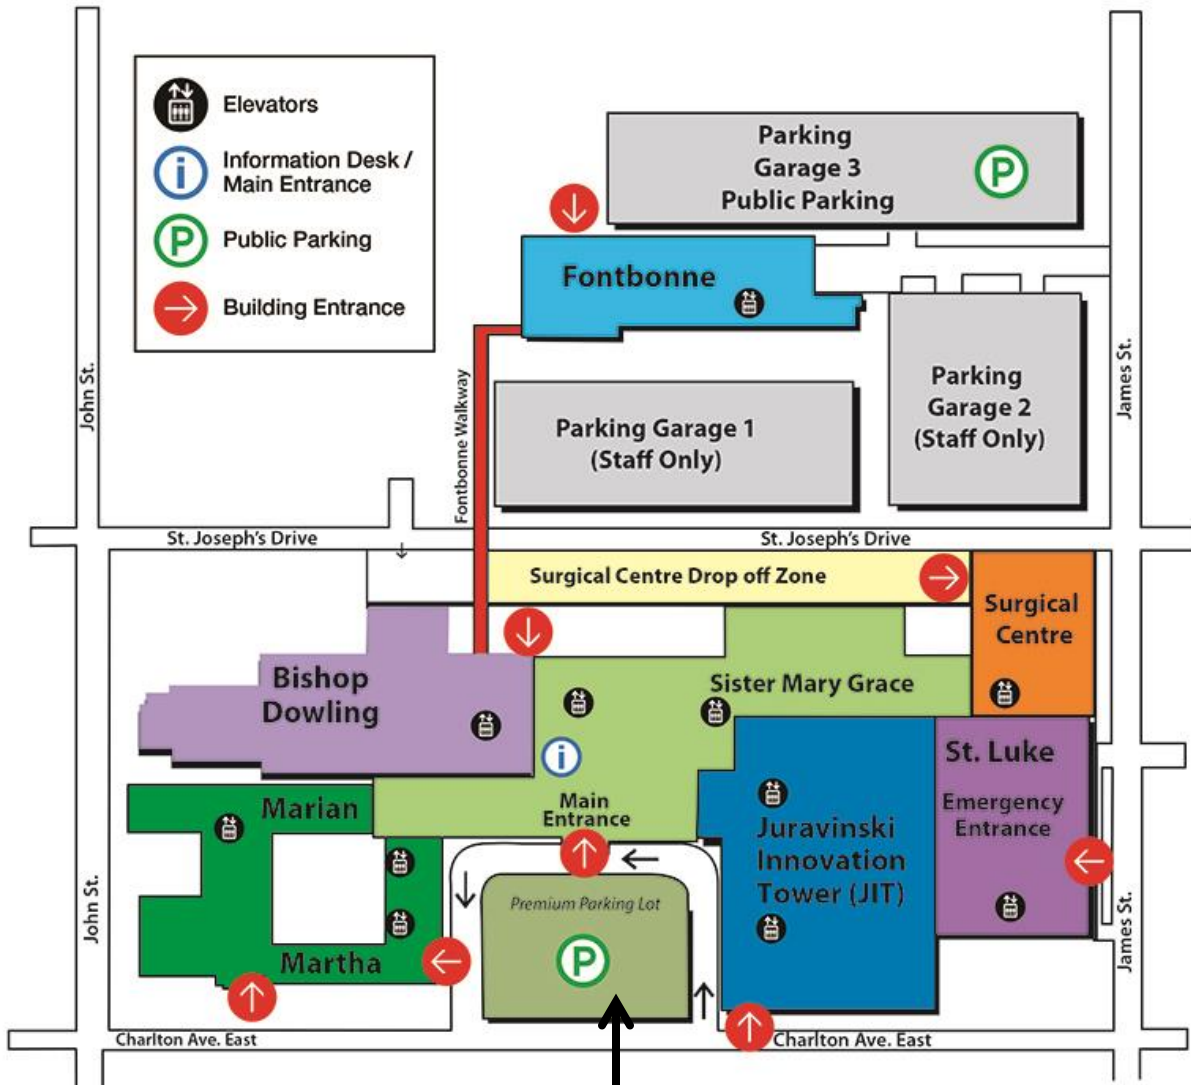 Elevators
Information Desk /
Main Entrance
Public Parking
Building Entrance
Parking
Garage 3
Public Parking
P
Fontbonne
John St.
Fontbonne Walkway
Parking Garage 1
(Staff Only)
Parking
Garage 2
(Staff Only)
James St.
St. Joseph's Drive
St. Joseph's Drive
Surgical Centre Drop off Zone
Surgical
Centre
Bishop
Dowling
Sister Mary Grace
i
St. Luke
Emergency
Entrance
Marian
Main
Entrance
Juravinski
Innovation
Tower (JIT)
Premium Parking Lot
P
Martha
John St.
James St.
Charlton Ave. East
Charlton Ave. East